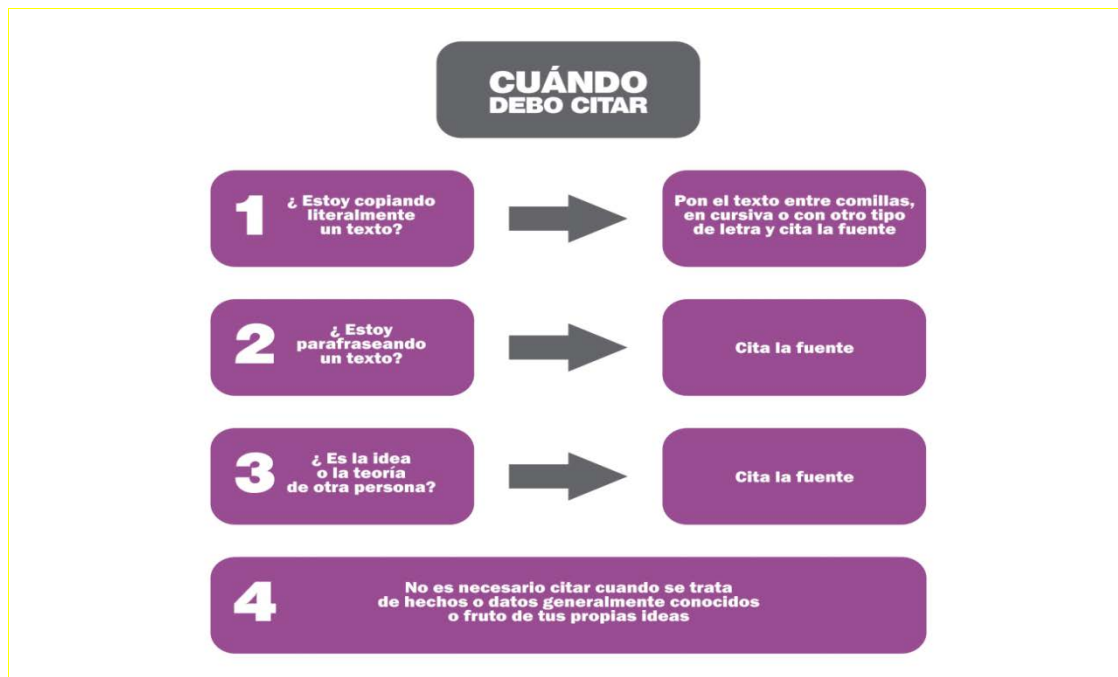 CUÁNDO
DEBO CITAR
1
¿ Estoy copiando
literalmente
un texto?
Pon el texto entre comillas,
en cursiva o con otro tipo
de letra y cita la fuente
2
¿ Estoy
parafraseando
un texto?
Cita la fuente
3
¿ Es la idea
o la teoría
de otra persona?
Cita la fuente
4
No es necesario citar cuando se trata
de hechos o datos generalmente conocidos
o fruto de tus propias ideas